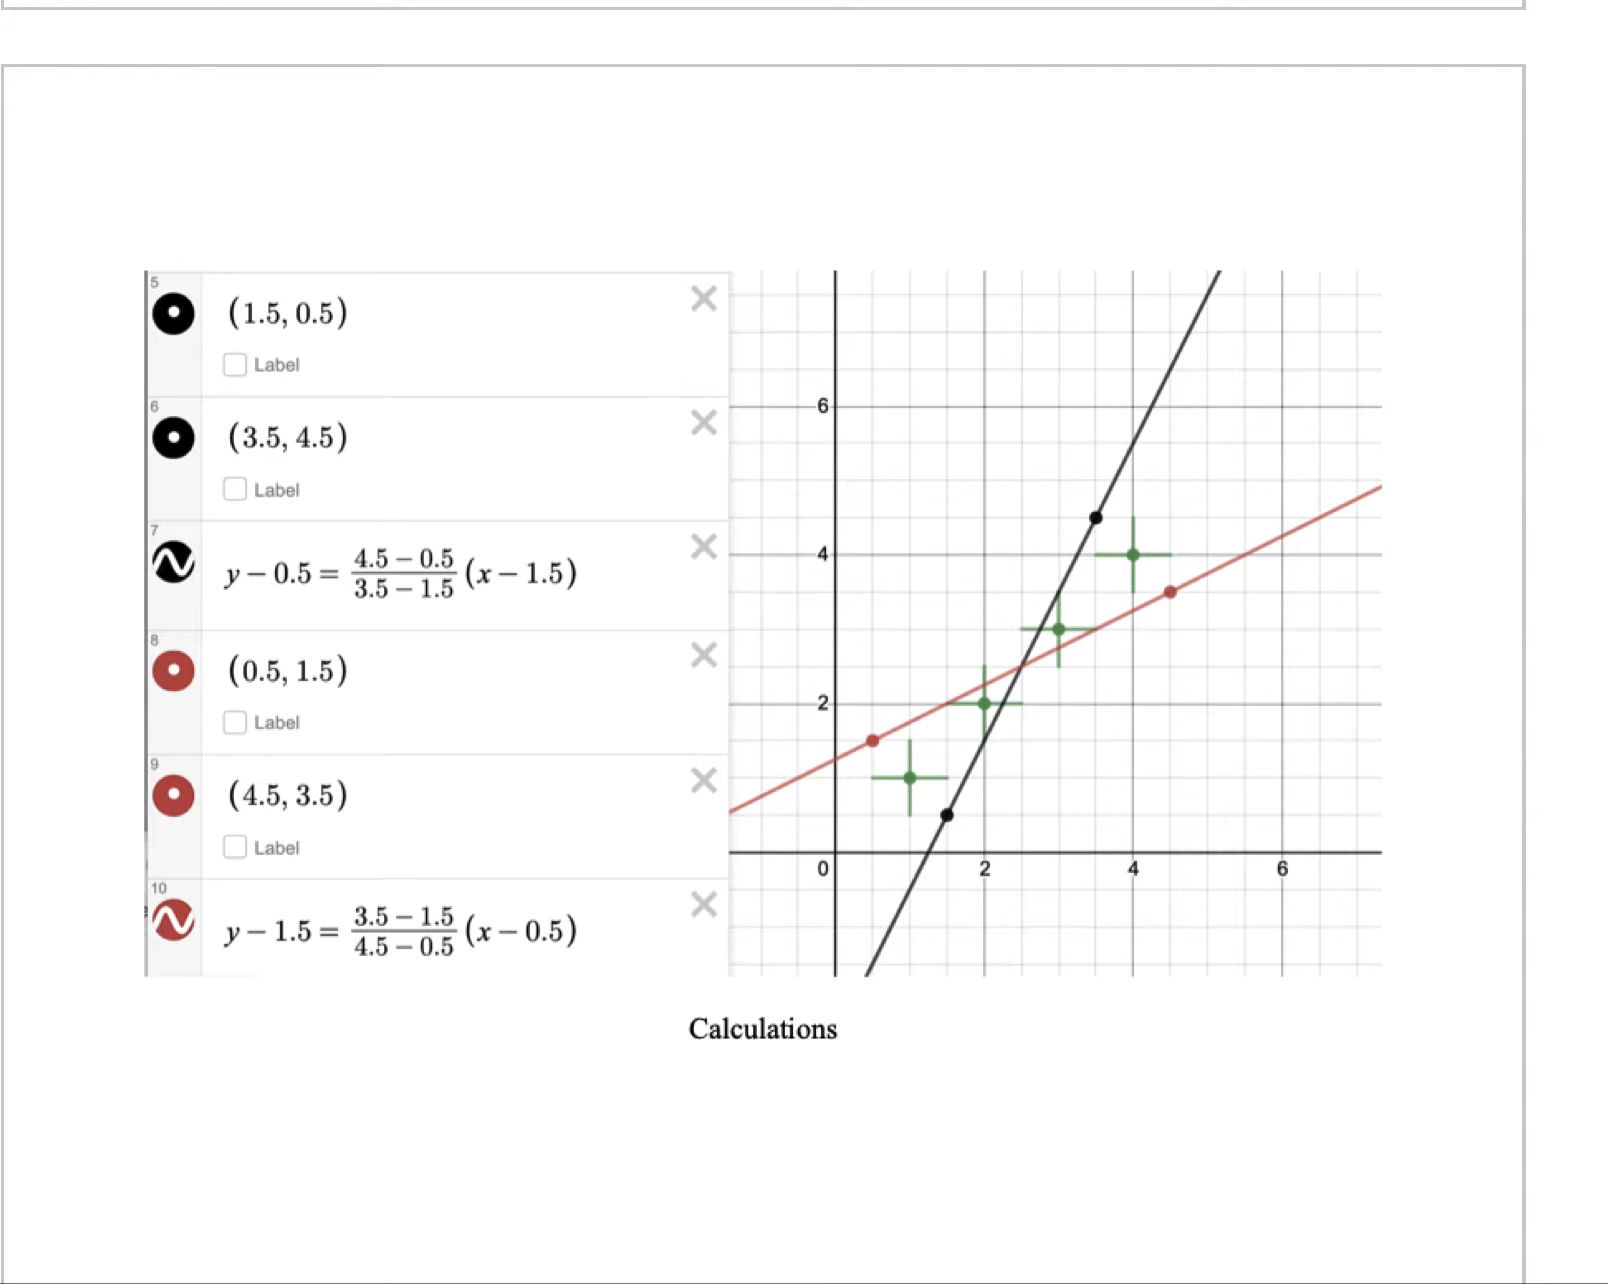 5
(1.5, 0.5)
Label
6
(3.5, 4.5)
Label
7
y − 0.5 = \frac{4.5 − 0.5}{3.5 − 1.5} (x − 1.5)
8
(0.5, 1.5)
Label
9
(4.5, 3.5)
Label
10
y − 1.5 = \frac{3.5 − 1.5}{4.5 − 0.5} (x − 0.5)
6
4
2
0 2 4 6
Calculations